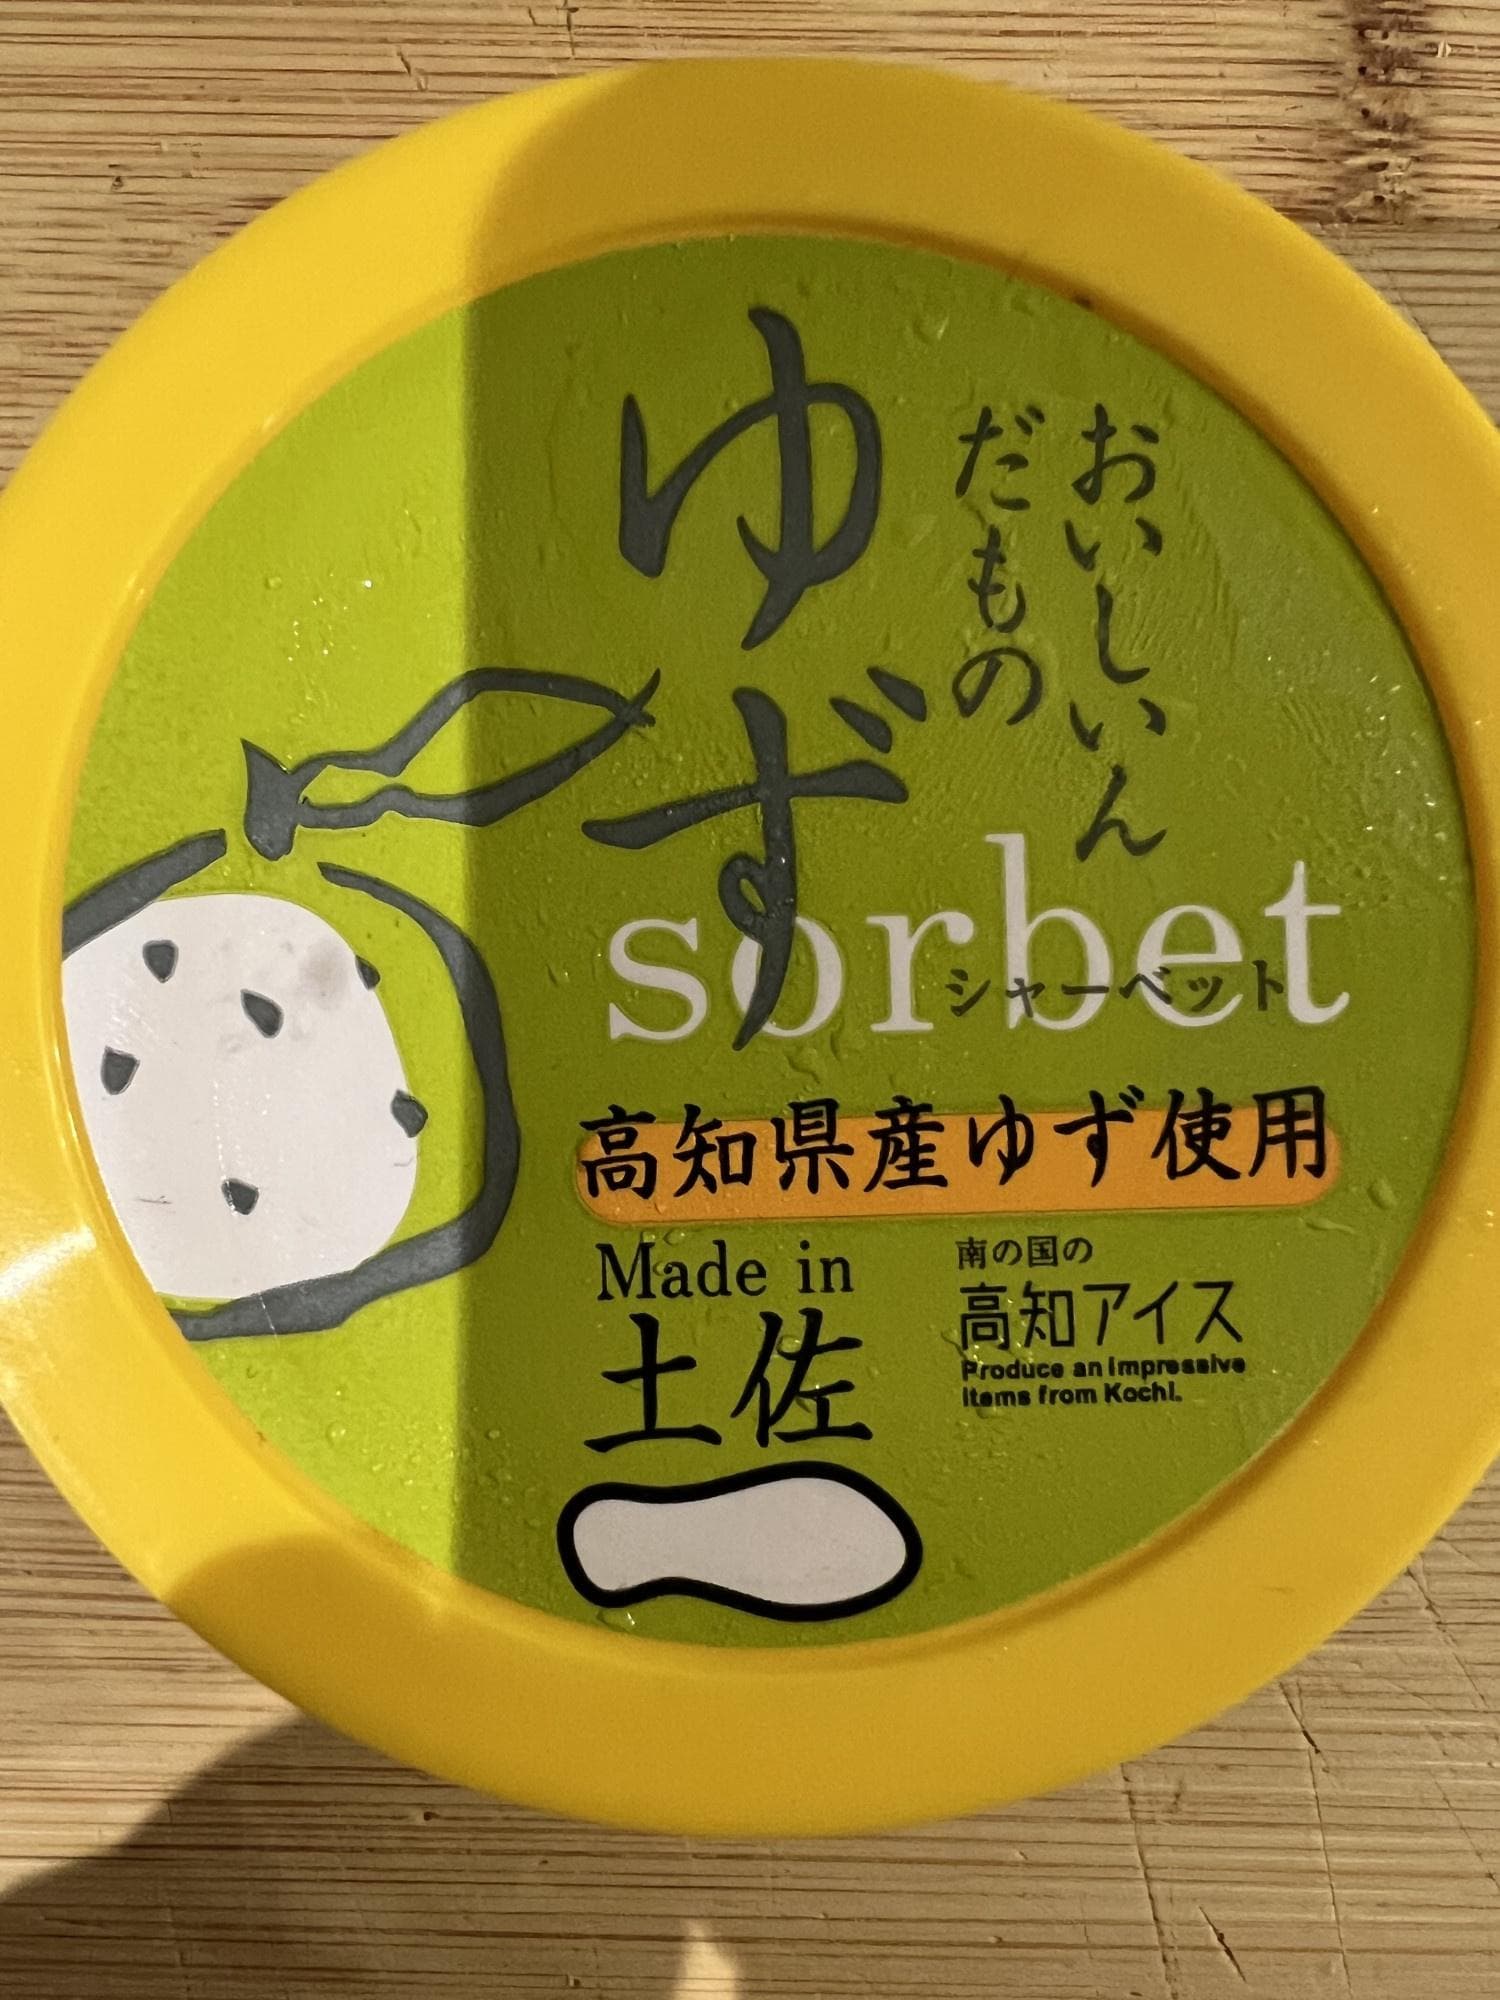 おいしいん
だもの
ゆず
sorbet
シャーベット
高知県産ゆず使用
Made in
土佐
南の国の
高知アイス
Produce an Impressive
Items from Kochi.